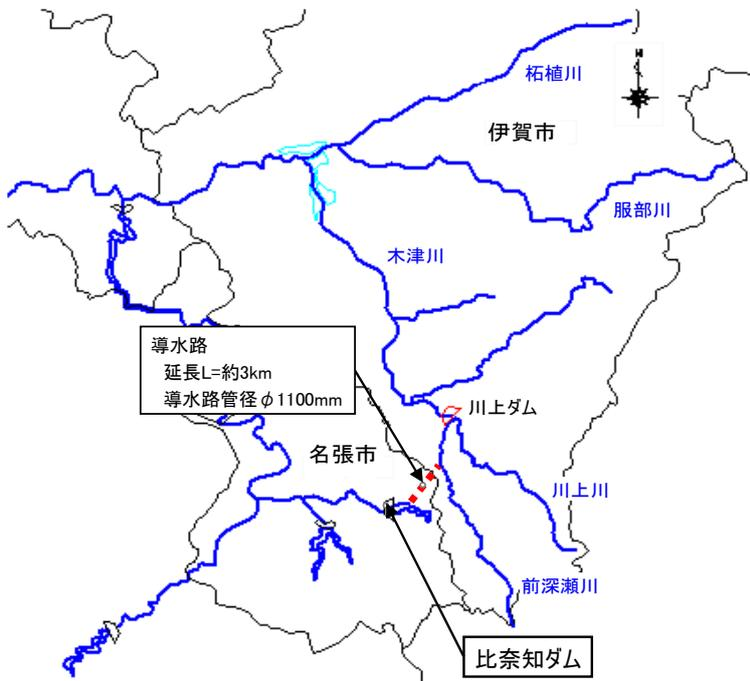 柘植川
N
伊賀市
服部川
木津川
導水路
延長L=約3km
導水路管径φ1100mm
川上ダム
名張市
川上川
前深瀬川
比奈知ダム